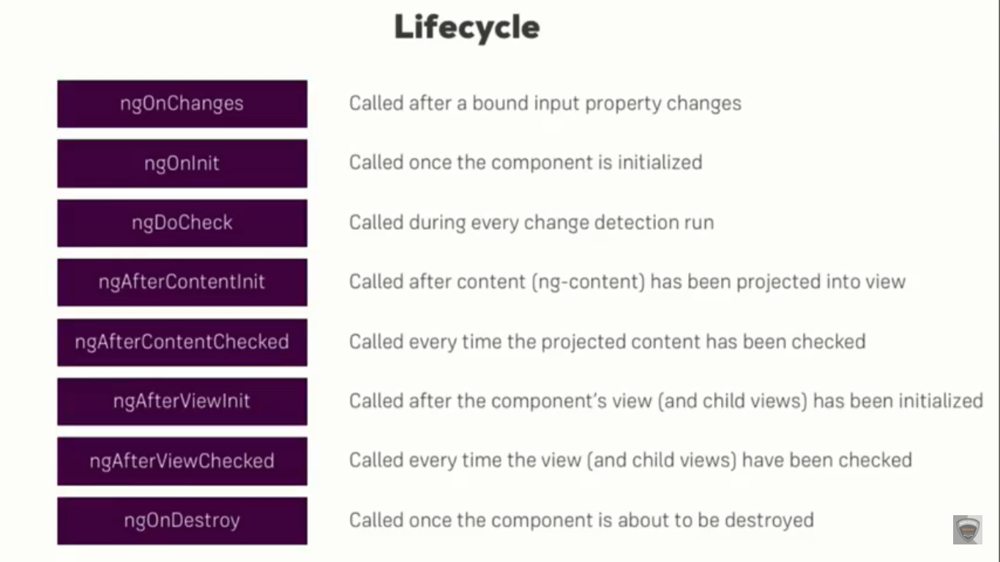 Lifecycle
ngOnChanges Called after a bound input property changes
ngOnInit Called once the component is initialized
ngDoCheck Called during every change detection run
ngAfterContentInit Called after content (ng-content) has been projected into view
ngAfterContentChecked Called every time the projected content has been checked
ngAfterViewInit Called after the component’s view (and child views) has been initialized
ngAfterViewChecked Called every time the view (and child views) have been checked
ngOnDestroy Called once the component is about to be destroyed